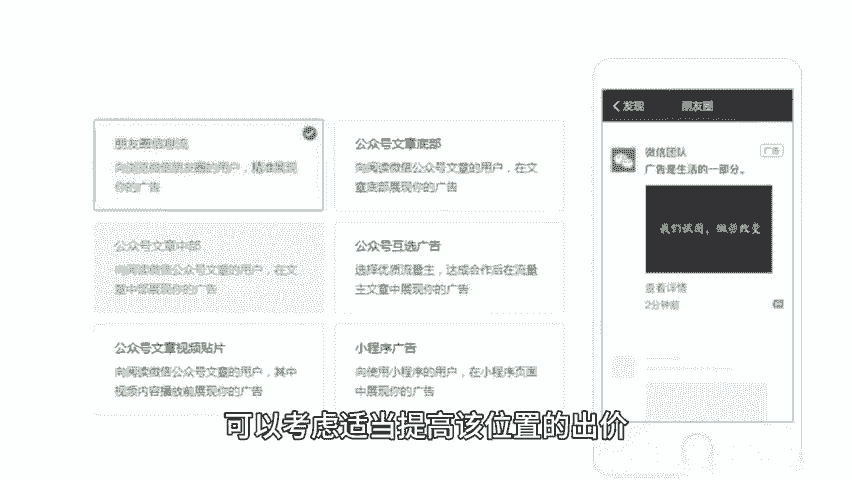 朋友圈信息流
向浏览微信朋友圈的用户，精准展现
你的广告
公众号文章底部
向阅读微信公众号文章的用户，在文
章底部展现你的广告
公众号文章中部
向阅读微信公众号文章的用户，在文
章中部展现你的广告
公众号互选广告
选择优质流量主，达成合作后在流量
主文章中展现你的广告
公众号文章视频贴片
向阅读微信公众号文章的用户，其中
视频内容播放前展现你的广告
小程序广告
向使用小程序的用户，在小程序页面
中展现你的广告
发现 朋友圈
微信团队 广告
广告是生活的一部分。
我们试图，做些改变
查看详情
2分钟前
可以考虑适当提高该位置的出价